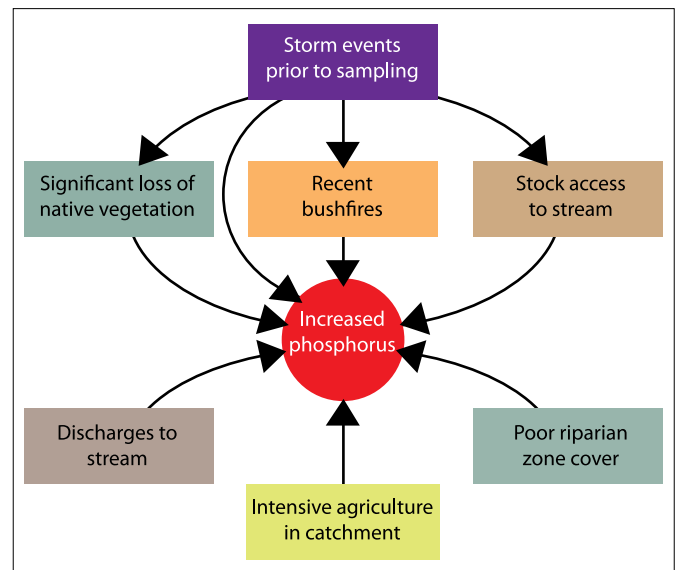 Storm events
prior to sampling
Significant loss of
native vegetation
Recent
bushfires
Stock access
to stream
Increased
phosphorus
Discharges to
stream
Poor riparian
zone cover
Intensive agriculture
in catchment